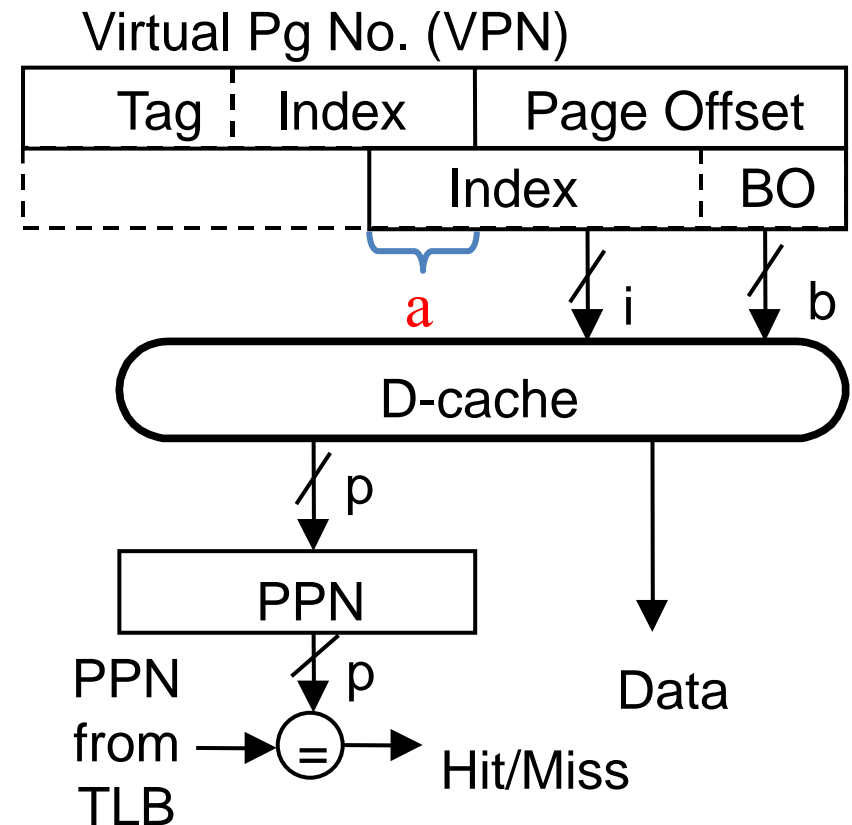 Virtual Pg No. (VPN)
Tag Index Page Offset
Index BO
a i b
D-cache
p
PPN
p
PPN from TLB
=
Hit/Miss
Data